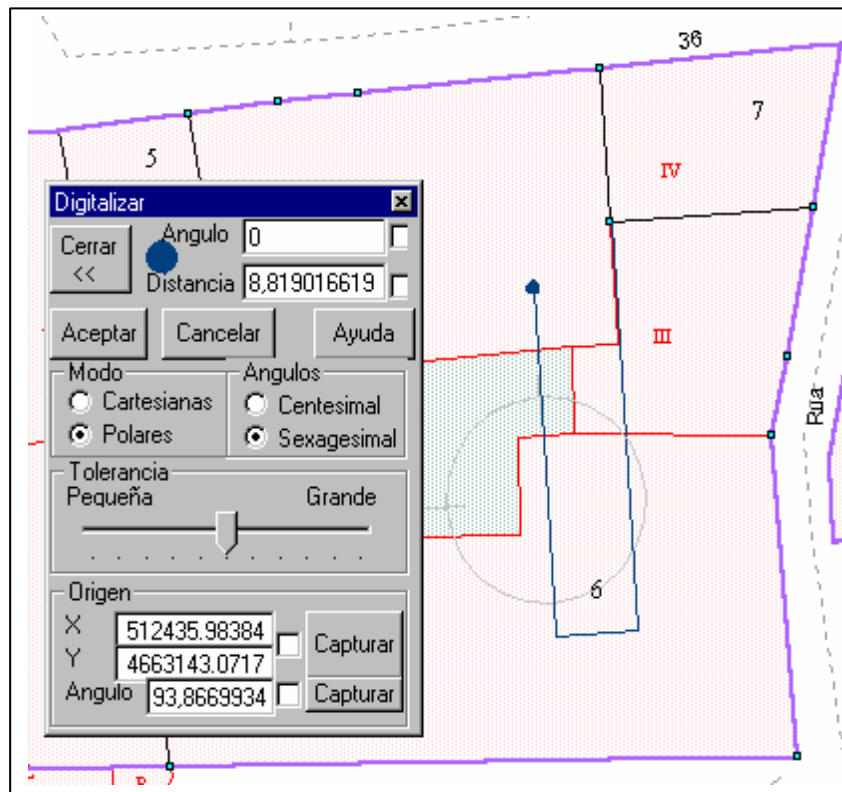 36
7
5
IV
Digitalizar
Cerrar
<<
Angulo 0
Distancia 8,819016619
Aceptar Cancelar Ayuda
Modo
Cartesianas
Polares
Angulos
Centesimal
Sexagesimal
III
Rua
Tolerancia
Pequeña Grande
6
Origen
X 512435.98384
Y 4663143.0717
Capturar
Angulo 93,8669934 Capturar